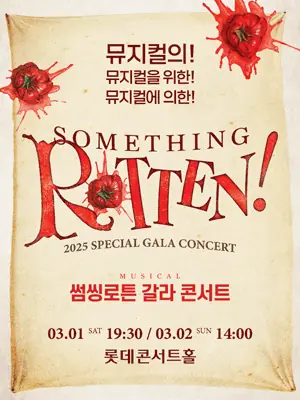 뮤지컬의!
뮤지컬을 위한!
뮤지컬에 의한!
SOMETHING
ROTTEN!
2025 SPECIAL GALA CONCERT
MUSICAL
썸씽로튼 갈라 콘서트
03.01 SAT 19:30 / 03.02 SUN 14:00
롯데콘서트홀